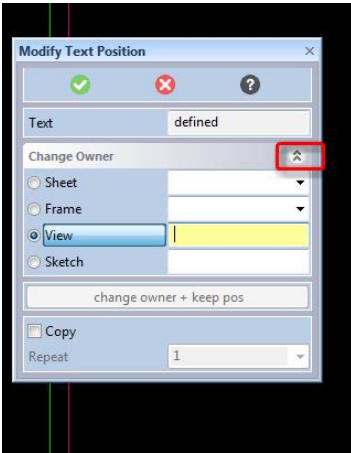 Modify Text Position
Text defined
Change Owner
Sheet
Frame
View
Sketch
change owner + keep pos
Copy
Repeat 1